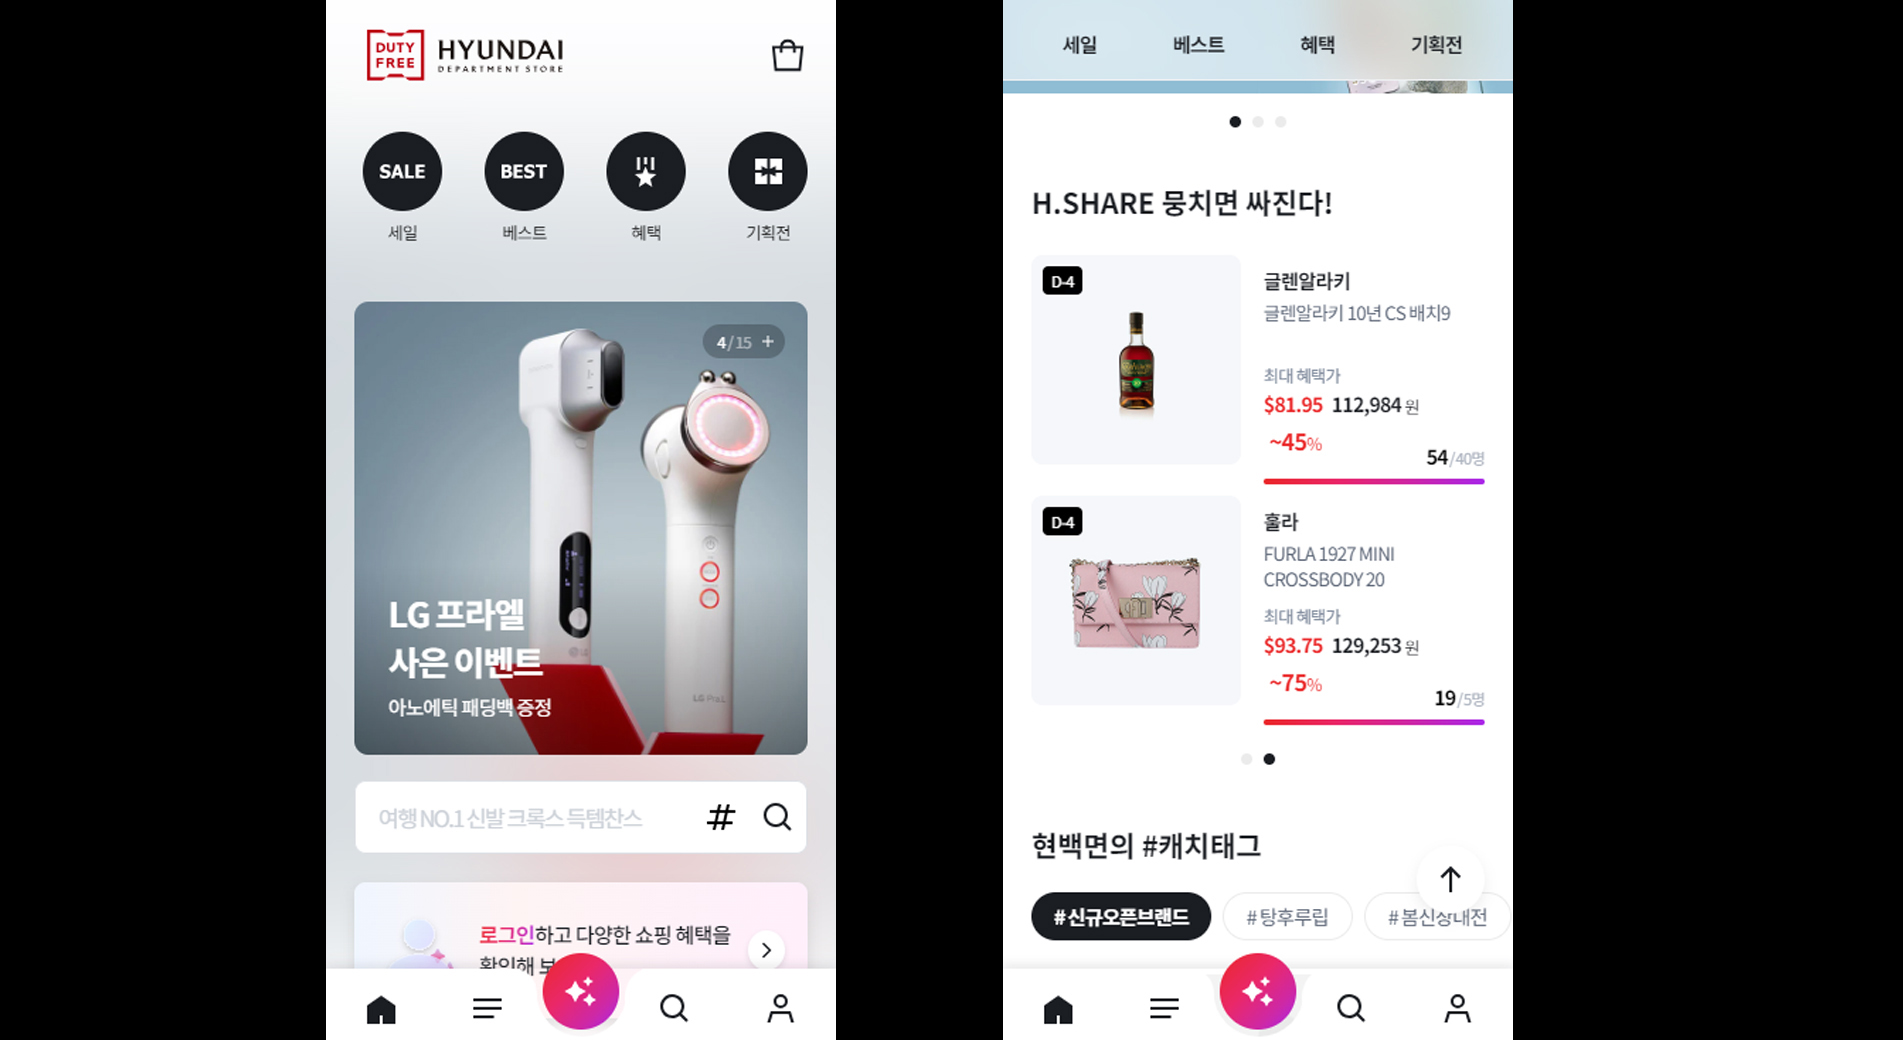 DUTY
FREE
HYUNDAI
DEPARTMENT STORE
SALE
BEST
세일
베스트
혜택
기획전
4/15 +
LG 프라엘
사은 이벤트
아노에틱 패딩백 증정
LG Pra.L
여행 NO.1 신발 크록스 득템찬스
#
로그인하고 다양한 쇼핑 혜택을
확인해 보
세일
베스트
혜택
기획전
H.SHARE 뭉치면 싸진다!
D-4
글렌알라키
글렌알라키 10년 CS 배치9
최대 혜택가
$81.95 112,984 원
~45%
54/40명
D-4
훌라
FURLA 1927 MINI
CROSSBODY 20
최대 혜택가
$93.75 129,253 원
~75%
19/5명
현백면의 #캐치태그
#신규오픈브랜드
#탕후루립
#봄신상대전